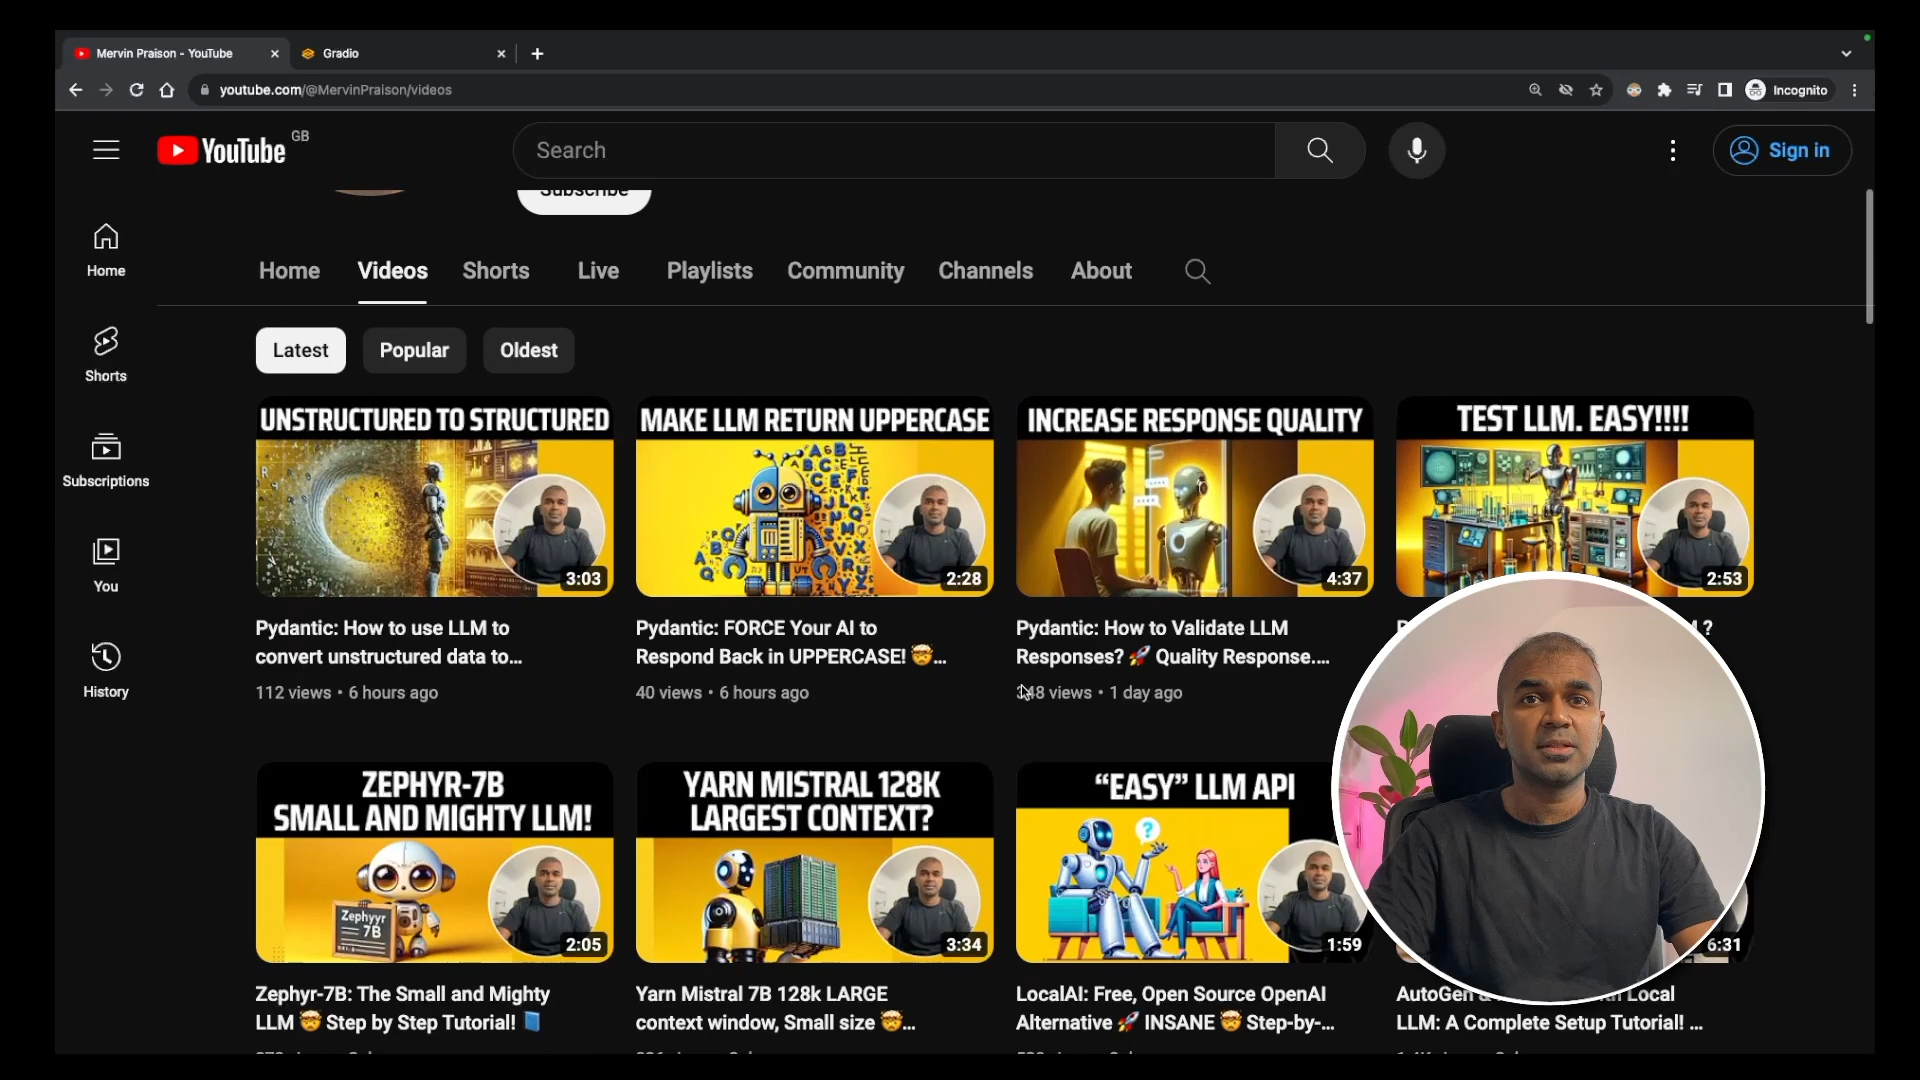 Mervin Praison - YouTube
Gradio
youtube.com/@MervinPraison/videos
Incognito
YouTube GB
Search
Sign in
Subscribe
Home
Shorts
Subscriptions
You
History
Home Videos Shorts Live Playlists Community Channels About
Latest Popular Oldest
UNSTRUCTURED TO STRUCTURED
3:03
Pydantic: How to use LLM to
convert unstructured data to...
112 views • 6 hours ago
MAKE LLM RETURN UPPERCASE
2:28
Pydantic: FORCE Your AI to
Respond Back in UPPERCASE! 🤯...
40 views • 6 hours ago
INCREASE RESPONSE QUALITY
4:37
Pydantic: How to Validate LLM
Responses? 🚀 Quality Response....
48 views • 1 day ago
TEST LLM. EASY!!!!
2:53
?
ZEPHYR-7B
SMALL AND MIGHTY LLM!
Zephyyr
7B
2:05
Zephyr-7B: The Small and Mighty
LLM 🤯 Step by Step Tutorial! 📘
YARN MISTRAL 128K
LARGEST CONTEXT?
3:34
Yarn Mistral 7B 128k LARGE
context window, Small size 🤯...
“EASY” LLM API
?
1:59
LocalAI: Free, Open Source OpenAI
Alternative 🚀 INSANE 🤯 Step-by-...
6:31
AutoGen Local
LLM: A Complete Setup Tutorial! ...